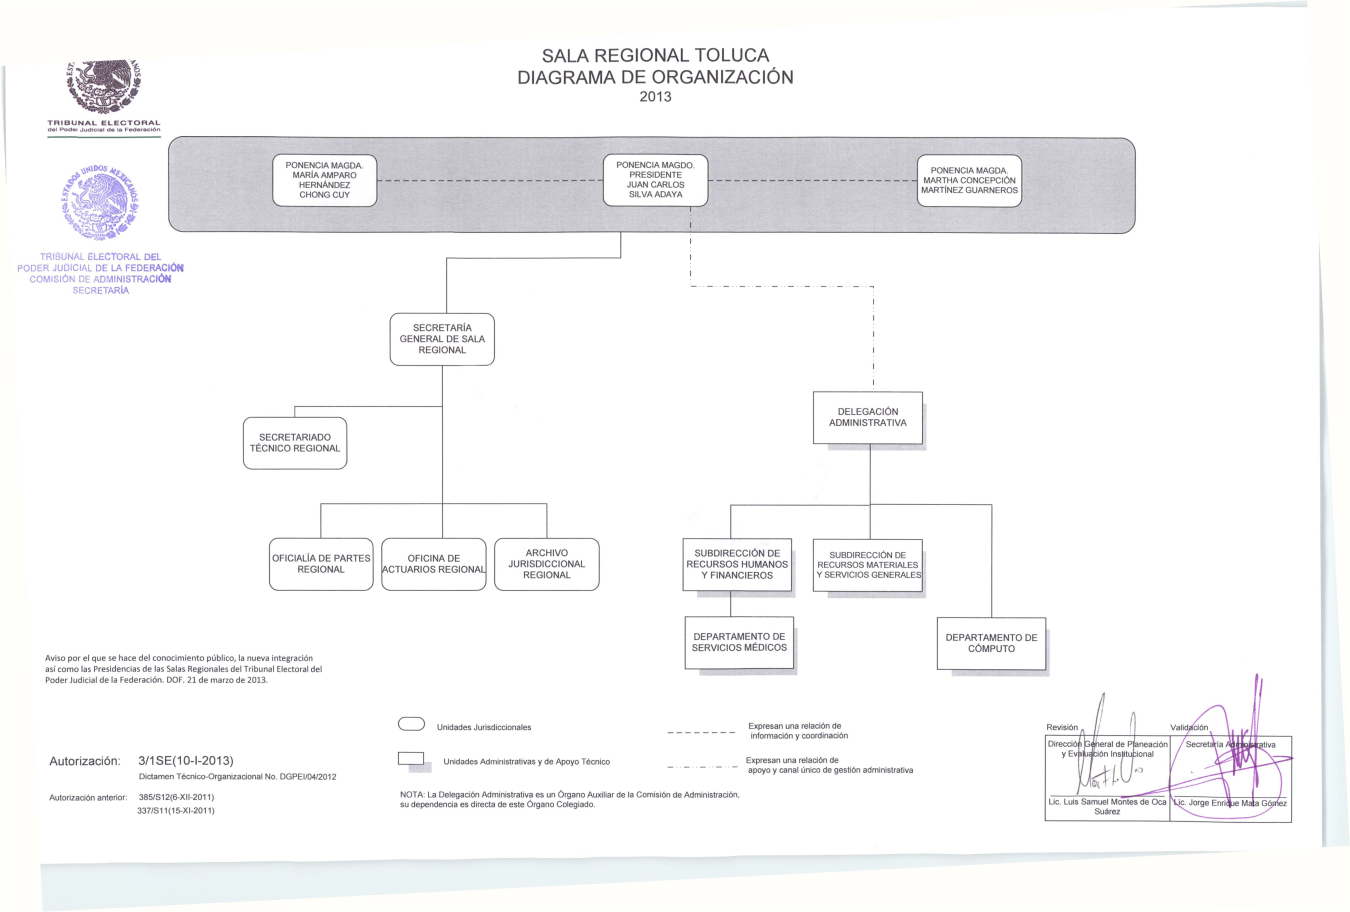 SALA REGIONAL TOLUCA
DIAGRAMA DE ORGANIZACIÓN
2013
TRIBUNAL ELECTORAL
del Poder Judicial de la Federación
ESTADOS UNIDOS MEXICANOS
TRIBUNAL ELECTORAL DEL
PODER JUDICIAL DE LA FEDERACIÓN
COMISIÓN DE ADMINISTRACIÓN
SECRETARÍA
PONENCIA MAGDA.
MARÍA AMPARO
HERNÁNDEZ
CHONG CUY
PONENCIA MAGDO.
PRESIDENTE
JUAN CARLOS
SILVA ADAYA
PONENCIA MAGDA.
MARTHA CONCEPCIÓN
MARTÍNEZ GUARNEROS
SECRETARÍA
GENERAL DE SALA
REGIONAL
DELEGACIÓN
ADMINISTRATIVA
SECRETARIADO
TÉCNICO REGIONAL
OFICIALÍA DE PARTES
REGIONAL
OFICINA DE
ACTUARIOS REGIONAL
ARCHIVO
JURISDICCIONAL
REGIONAL
SUBDIRECCIÓN DE
RECURSOS HUMANOS
Y FINANCIEROS
SUBDIRECCIÓN DE
RECURSOS MATERIALES
Y SERVICIOS GENERALES
DEPARTAMENTO DE
SERVICIOS MÉDICOS
DEPARTAMENTO DE
CÓMPUTO
Aviso por el que se hace del conocimiento público, la nueva integración
así como las Presidencias de las Salas Regionales del Tribunal Electoral del
Poder Judicial de la Federación. DOF. 21 de marzo de 2013.
Autorización: 3/1SE(10-I-2013)
Dictamen Técnico-Organizacional No. DGPEI/04/2012
Autorización anterior: 385/S12(6-XII-2011)
337/S11(15-XI-2011)
Unidades Jurisdiccionales
Unidades Administrativas y de Apoyo Técnico
Expresan una relación de
información y coordinación
Expresan una relación de
apoyo y canal único de gestión administrativa
NOTA: La Delegación Administrativa es un Órgano Auxiliar de la Comisión de Administración,
su dependencia es directa de este Órgano Colegiado.
Revisión
Dirección General de Planeación
y Evaluación Institucional
Lic. Luis Samuel Montes de Oca
Suárez
Validación
Secretaría Administrativa
Lic. Jorge Enrique Mata Gómez